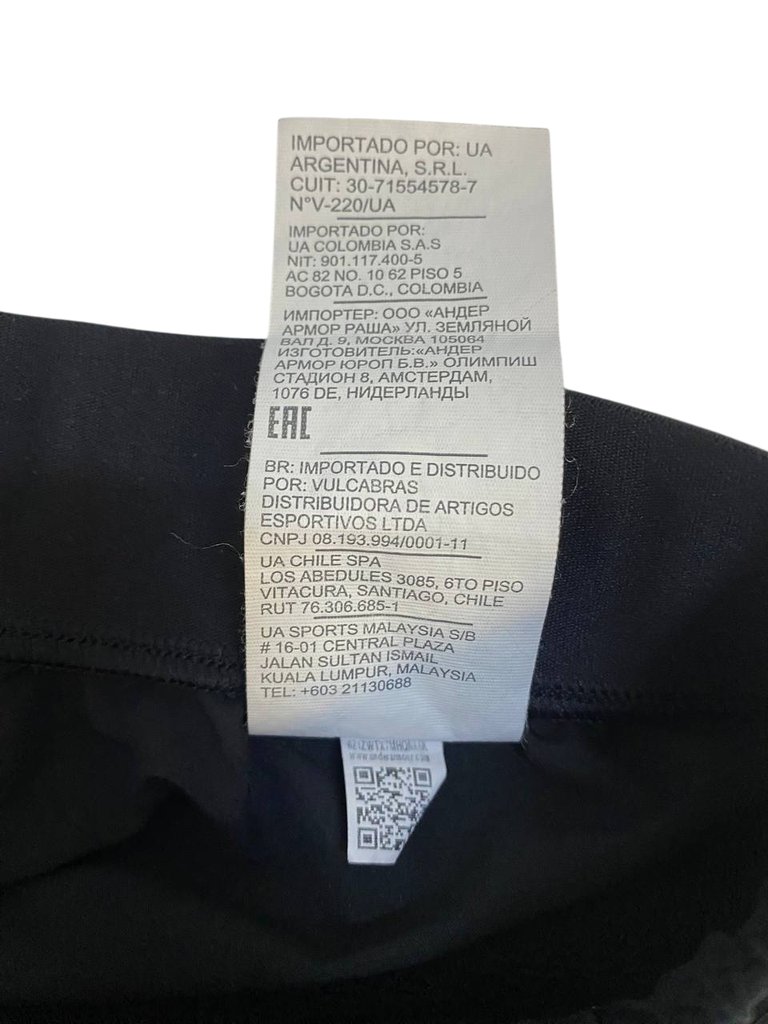 IMPORTADO POR: UA
ARGENTINA, S.R.L.
CUIT: 30-71554578-7
N°V-220/UA
IMPORTADO POR:
UA COLOMBIA S.A.S
NIT: 901.117.400-5
AC 82 NO. 10 62 PISO 5
BOGOTA D.C., COLOMBIA
ИМПОРТЕР: ООО «АНДЕР
АРМОР РАША» УЛ. ЗЕМЛЯНОЙ
ВАЛ Д. 9, МОСКВА 105064
ИЗГОТОВИТЕЛЬ:«АНДЕР
АРМОР ЮРОП Б.В.» ОЛИМПИШ
СТАДИОН 8, АМСТЕРДАМ,
1076 DE, НИДЕРЛАНДЫ
EAC
BR: IMPORTADO E DISTRIBUIDO
POR: VULCABRAS
DISTRIBUIDORA DE ARTIGOS
ESPORTIVOS LTDA
CNPJ 08.193.994/0001-11
UA CHILE SPA
LOS ABEDULES 3085, 6TO PISO
VITACURA, SANTIAGO, CHILE
RUT 76.306.685-1
UA SPORTS MALAYSIA S/B
# 16-01 CENTRAL PLAZA
JALAN SULTAN ISMAIL
KUALA LUMPUR, MALAYSIA
TEL: +603 21130688